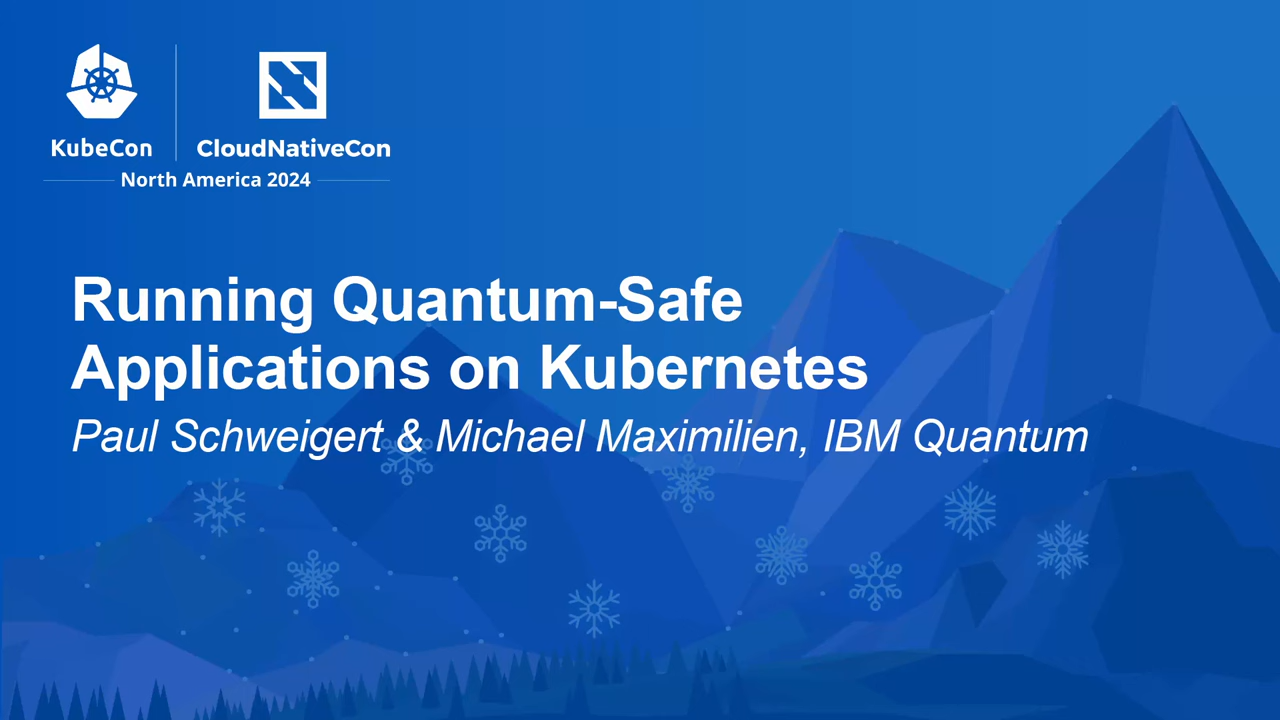 KubeCon
CloudNativeCon
North America 2024
Running Quantum-Safe
Applications on Kubernetes
Paul Schweigert & Michael Maximilien, IBM Quantum